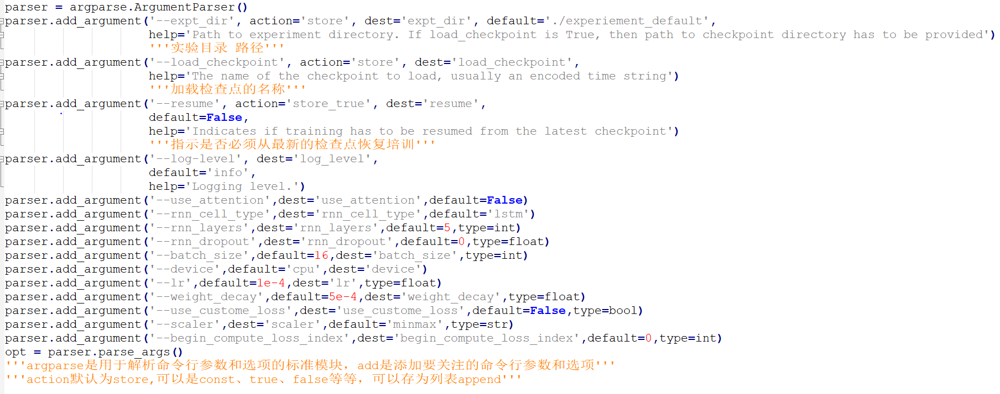 parser = argparse.ArgumentParser()
parser.add_argument('--expt_dir', action='store', dest='expt_dir', default='./experiement_default',
help='Path to experiment directory. If load_checkpoint is True, then path to checkpoint directory has to be provided')
'''实验目录 路径'''
parser.add_argument('--load_checkpoint', action='store', dest='load_checkpoint',
help='The name of the checkpoint to load, usually an encoded time string')
'''加载检查点的名称'''
parser.add_argument('--resume', action='store_true', dest='resume',
default=False,
help='Indicates if training has to be resumed from the latest checkpoint')
'''指示是否必须从最新的检查点恢复培训'''
parser.add_argument('--log-level', dest='log_level',
default='info',
help='Logging level.')
parser.add_argument('--use_attention',dest='use_attention',default=False)
parser.add_argument('--rnn_cell_type',dest='rnn_cell_type',default='lstm')
parser.add_argument('--rnn_layers',dest='rnn_layers',default=5,type=int)
parser.add_argument('--rnn_dropout',dest='rnn_dropout',default=0,type=float)
parser.add_argument('--batch_size',default=16,dest='batch_size',type=int)
parser.add_argument('--device',default='cpu',dest='device')
parser.add_argument('--lr',default=1e-4,dest='lr',type=float)
parser.add_argument('--weight_decay',default=5e-4,dest='weight_decay',type=float)
parser.add_argument('--use_custome_loss',dest='use_custome_loss',default=False,type=bool)
parser.add_argument('--scaler',dest='scaler',default='minmax',type=str)
parser.add_argument('--begin_compute_loss_index',dest='begin_compute_loss_index',default=0,type=int)
opt = parser.parse_args()
'''argparse是用于解析命令行参数和选项的标准模块，add是添加要关注的命令行参数和选项'''
'''action默认为store,可以是const、true、false等等，可以存为列表append'''